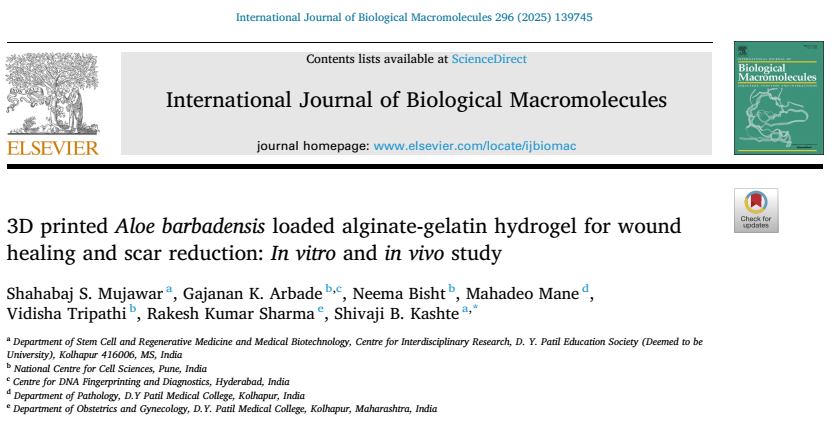 International Journal of Biological Macromolecules 296 (2025) 139745
Contents lists available at ScienceDirect
International Journal of Biological Macromolecules
journal homepage: www.elsevier.com/locate/ijbiomac
ELSEVIER
Biological
Macromolecules
Check for
updates
3D printed Aloe barbadensis loaded alginate-gelatin hydrogel for wound
healing and scar reduction: In vitro and in vivo study
Shahabaj S. Mujawar a, Gajanan K. Arbade b,c, Neema Bisht b, Mahadeo Mane d,
Vidisha Tripathi b, Rakesh Kumar Sharma e, Shivaji B. Kashte a,*
a Department of Stem Cell and Regenerative Medicine and Medical Biotechnology, Centre for Interdisciplinary Research, D. Y. Patil Education Society (Deemed to be
University), Kolhapur 416006, MS, India
b National Centre for Cell Sciences, Pune, India
c Centre for DNA Fingerprinting and Diagnostics, Hyderabad, India
d Department of Pathology, D.Y Patil Medical College, Kolhapur, India
e Department of Obstetrics and Gynecology, D.Y. Patil Medical College, Kolhapur, Maharashtra, India